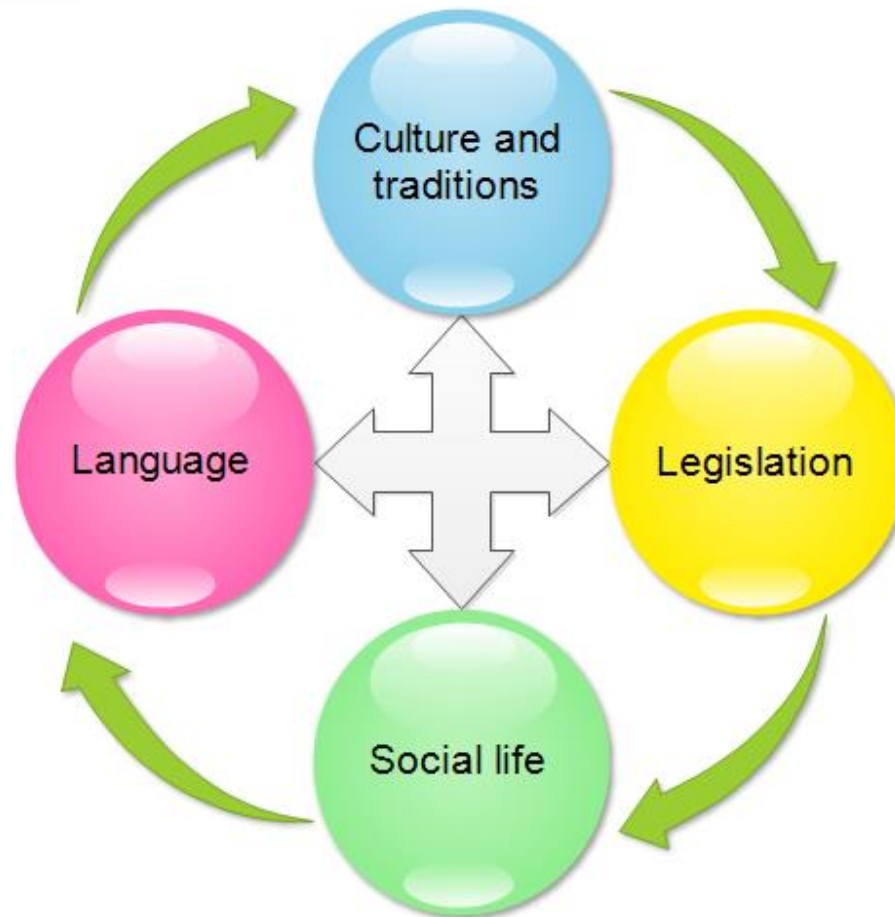 Culture and
traditions
Language
Legislation
Social life